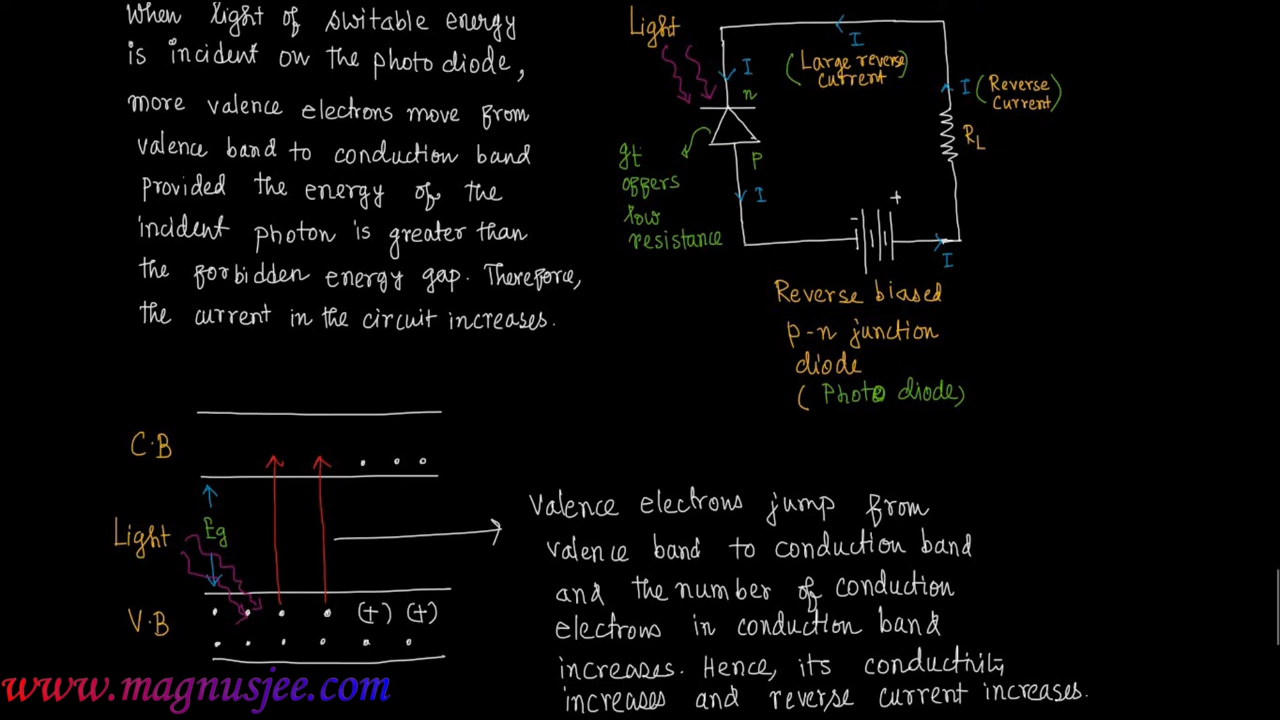 When light of suitable energy
is incident on the photo diode,
more valence electrons move from
valence band to conduction band
provided the energy of the
incident photon is greater than
the forbidden energy gap. Therefore,
the current in the circuit increases.
Light
I
(Large reverse
current)
I
n
I (Reverse
Current)
RL
It
offers
low
resistance
P
I
-
+
I
Reverse biased
p-n junction
diode
(Photo diode)
C.B
Light
Eg
V.B
(+) (+)
Valence electrons jump from
valence band to conduction band
and the number of conduction
electrons in conduction band
increases. Hence, its conductivity
increases and reverse current increases.
www.magnusjee.com